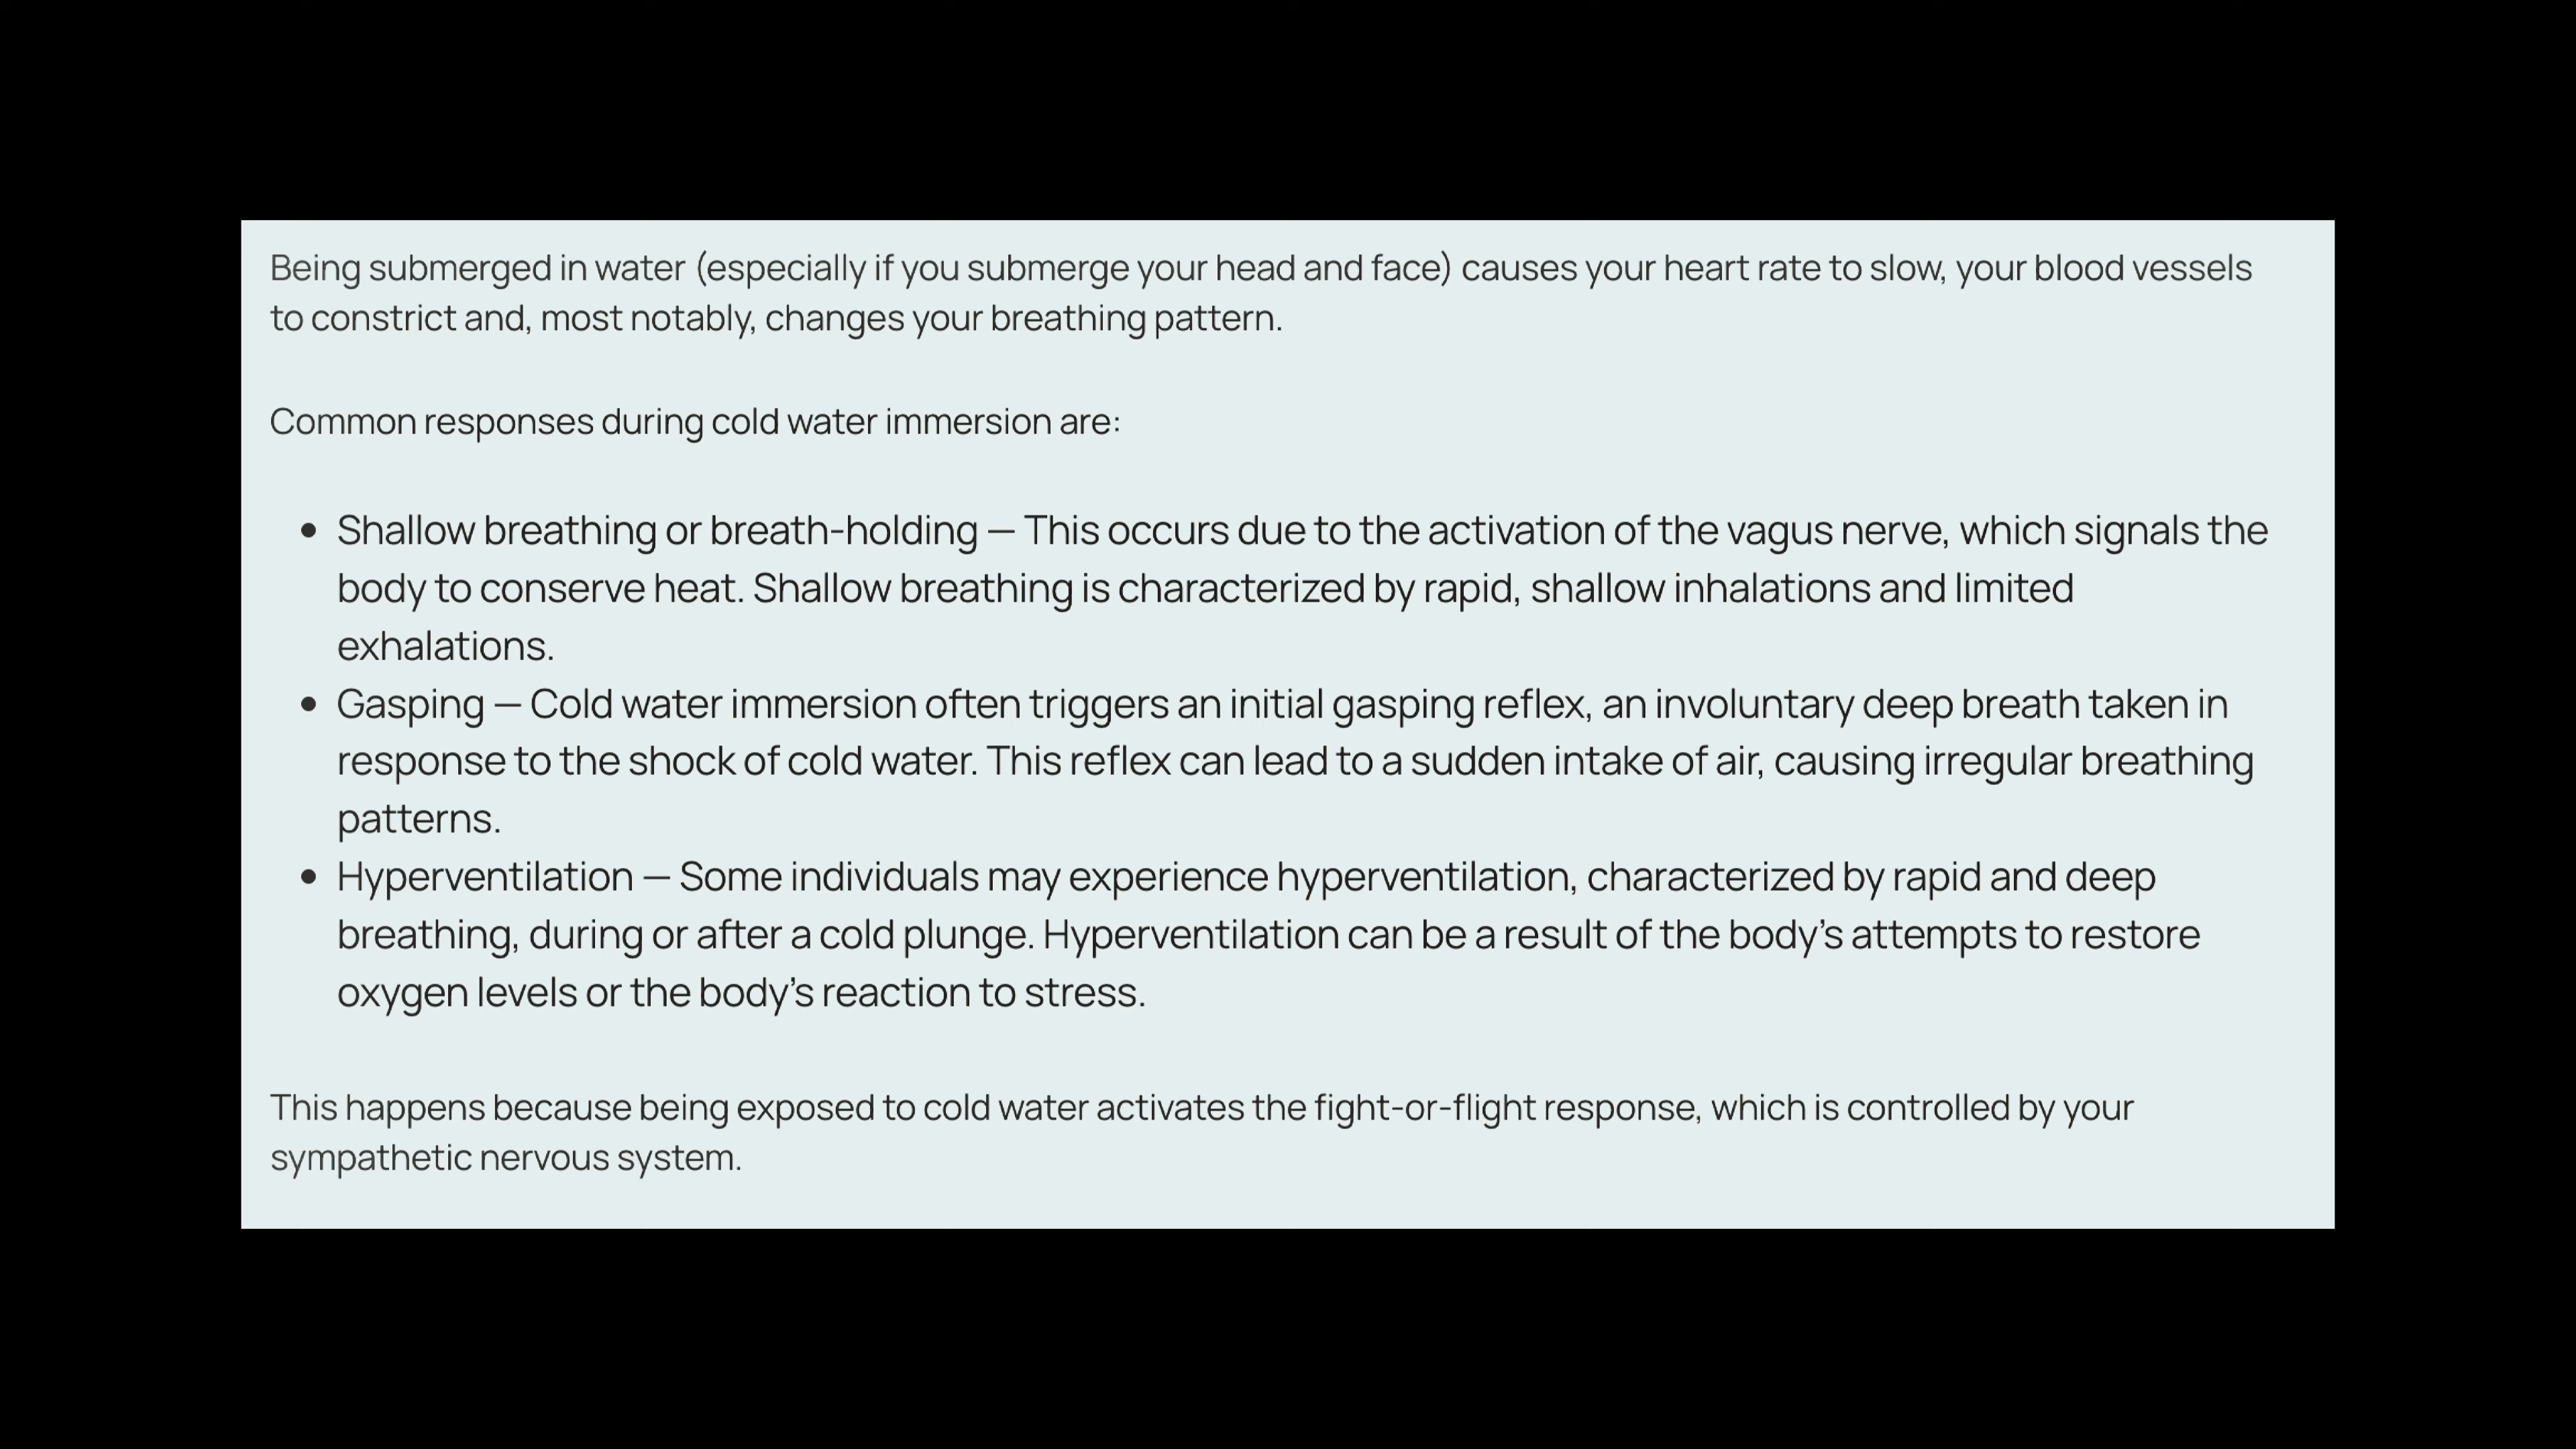 Being submerged in water (especially if you submerge your head and face) causes your heart rate to slow, your blood vessels
to constrict and, most notably, changes your breathing pattern.
Common responses during cold water immersion are:
• Shallow breathing or breath-holding — This occurs due to the activation of the vagus nerve, which signals the
body to conserve heat. Shallow breathing is characterized by rapid, shallow inhalations and limited
exhalations.
• Gasping — Cold water immersion often triggers an initial gasping reflex, an involuntary deep breath taken in
response to the shock of cold water. This reflex can lead to a sudden intake of air, causing irregular breathing
patterns.
• Hyperventilation — Some individuals may experience hyperventilation, characterized by rapid and deep
breathing, during or after a cold plunge. Hyperventilation can be a result of the body’s attempts to restore
oxygen levels or the body’s reaction to stress.
This happens because being exposed to cold water activates the fight-or-flight response, which is controlled by your
sympathetic nervous system.